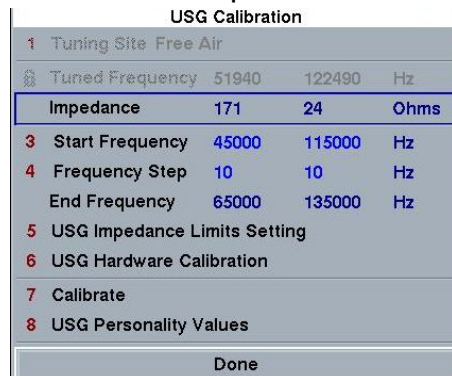 USG Calibration
1 Tuning Site Free Air
Tuned Frequency 51940 122490 Hz
Impedance 171 24 Ohms
3 Start Frequency 45000 115000 Hz
4 Frequency Step 10 10 Hz
End Frequency 65000 135000 Hz
5 USG Impedance Limits Setting
6 USG Hardware Calibration
7 Calibrate
8 USG Personality Values
Done